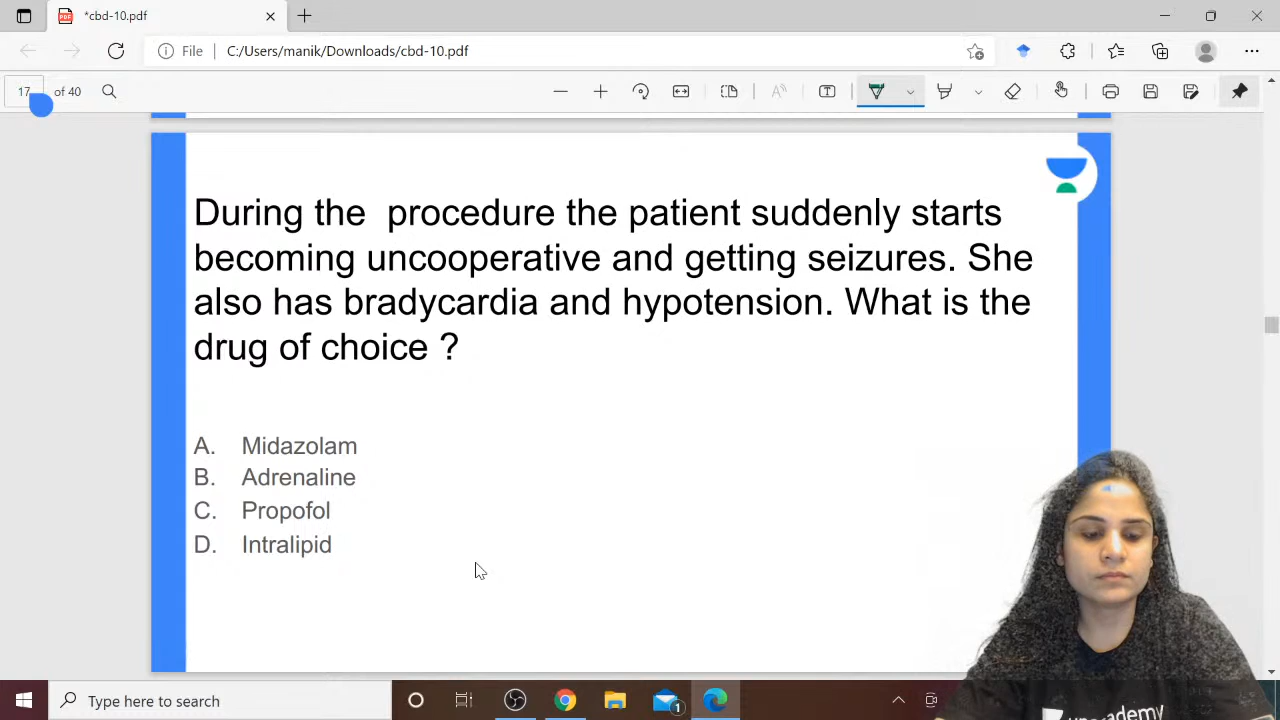 *cbd-10.pdf
File
C:/Users/manik/Downloads/cbd-10.pdf
17 of 40
During the  procedure the patient suddenly starts
becoming uncooperative and getting seizures. She
also has bradycardia and hypotension. What is the
drug of choice ?
A. Midazolam
B. Adrenaline
C. Propofol
D. Intralipid
unacademy
Type here to search
1